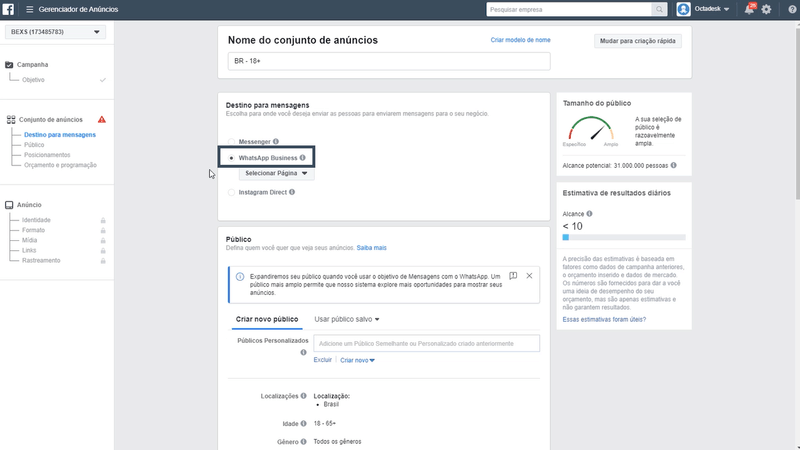 Gerenciador de Anúncios
Pesquisar empresa
Octadesk
26
BEXS (173485783)
Campanha
Objetivo
Conjunto de anúncios
Destino para mensagens
Público
Posicionamentos
Orçamento e programação
Anúncio
Identidade
Formato
Mídia
Links
Rastreamento
Nome do conjunto de anúncios
Criar modelo de nome
Mudar para criação rápida
BR - 18+
Destino para mensagens
Escolha para onde você deseja enviar as pessoas para enviarem mensagens para o seu negócio.
Messenger
WhatsApp Business
Selecionar Página
Instagram Direct
Público
Defina quem você quer que veja seus anúncios. Saiba mais
Expandiremos seu público quando você usar o objetivo de Mensagens com o WhatsApp. Um
público mais amplo permite que nosso sistema explore mais oportunidades para mostrar seus
anúncios.
Criar novo público
Usar público salvo
Públicos Personalizados
Adicione um Público Semelhante ou Personalizado criado anteriormente
Excluir
Criar novo
Localizações
Localização:
Brasil
Idade
18 - 65+
Gênero
Todos os gêneros
Tamanho do público
Específico
Ampla
A sua seleção de
público é
razoavelmente
ampla.
Alcance potencial: 31.000.000 pessoas
Estimativa de resultados diários
Alcance
< 10
A precisão das estimativas é baseada em
fatores como dados de campanha anteriores,
o orçamento inserido e dados de mercado.
Os números são fornecidos para dar a você
uma ideia de desempenho do seu
orçamento, mas são apenas estimativas e
não garantem resultados.
Essas estimativas foram úteis?